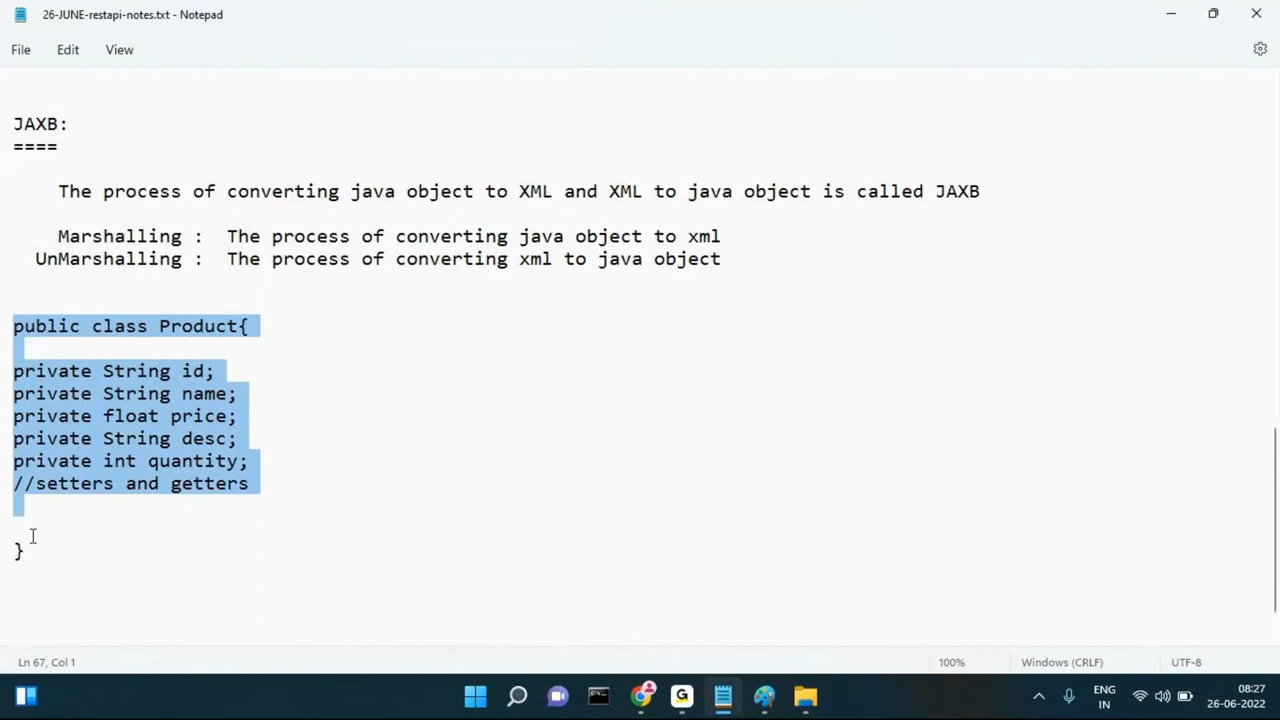 26-JUNE-restapi-notes.txt - Notepad
File Edit View
JAXB:
====
The process of converting java object to XML and XML to java object is called JAXB
Marshalling : The process of converting java object to xml
UnMarshalling : The process of converting xml to java object
public class Product{
private String id;
private String name;
private float price;
private String desc;
private int quantity;
//setters and getters
}
Ln 67, Col 1 100% Windows (CRLF) UTF-8
ENG
IN
08:27
26-06-2022